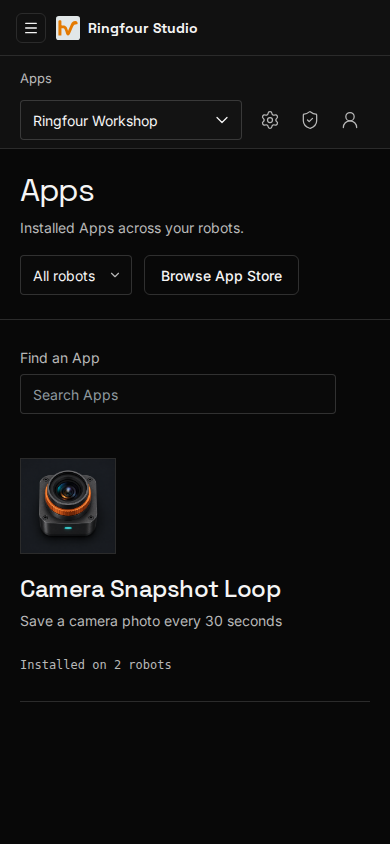 Ringfour Studio
Apps
Ringfour Workshop
Apps
Installed Apps across your robots.
All robots
Browse App Store
Find an App
Search Apps
Camera Snapshot Loop
Save a camera photo every 30 seconds
Installed on 2 robots